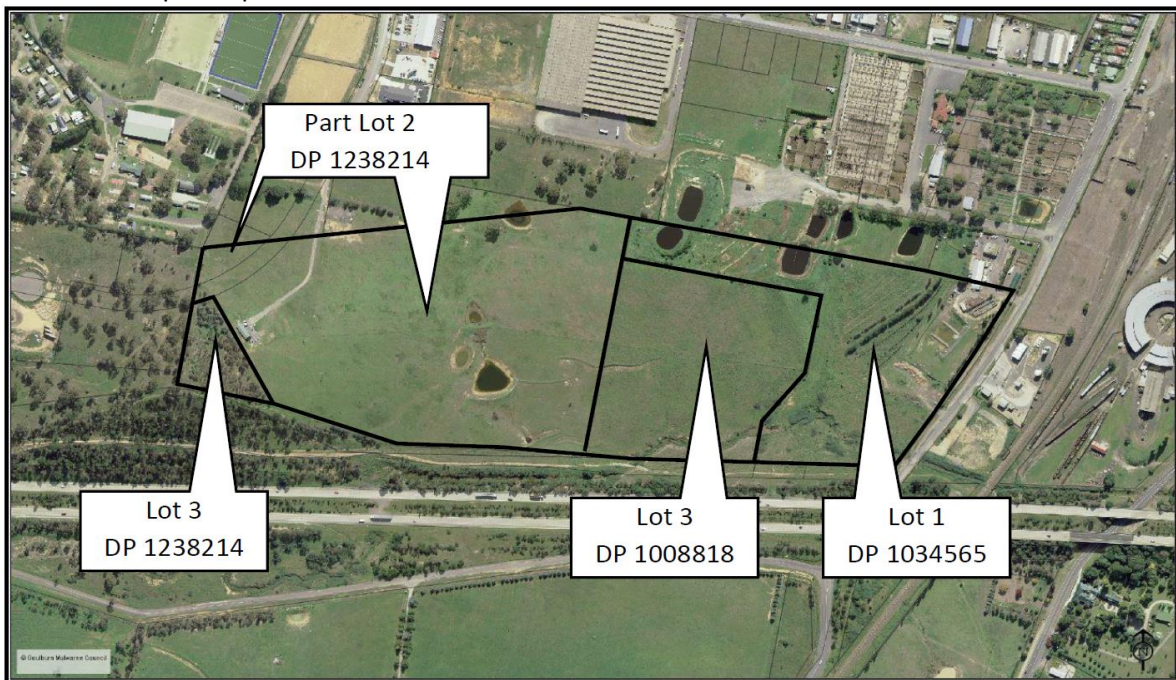 Part Lot 2
DP 1238214
Lot 3
DP 1238214
Lot 3
DP 1008818
Lot 1
DP 1034565
© Goulburn Mulwaree Council
N